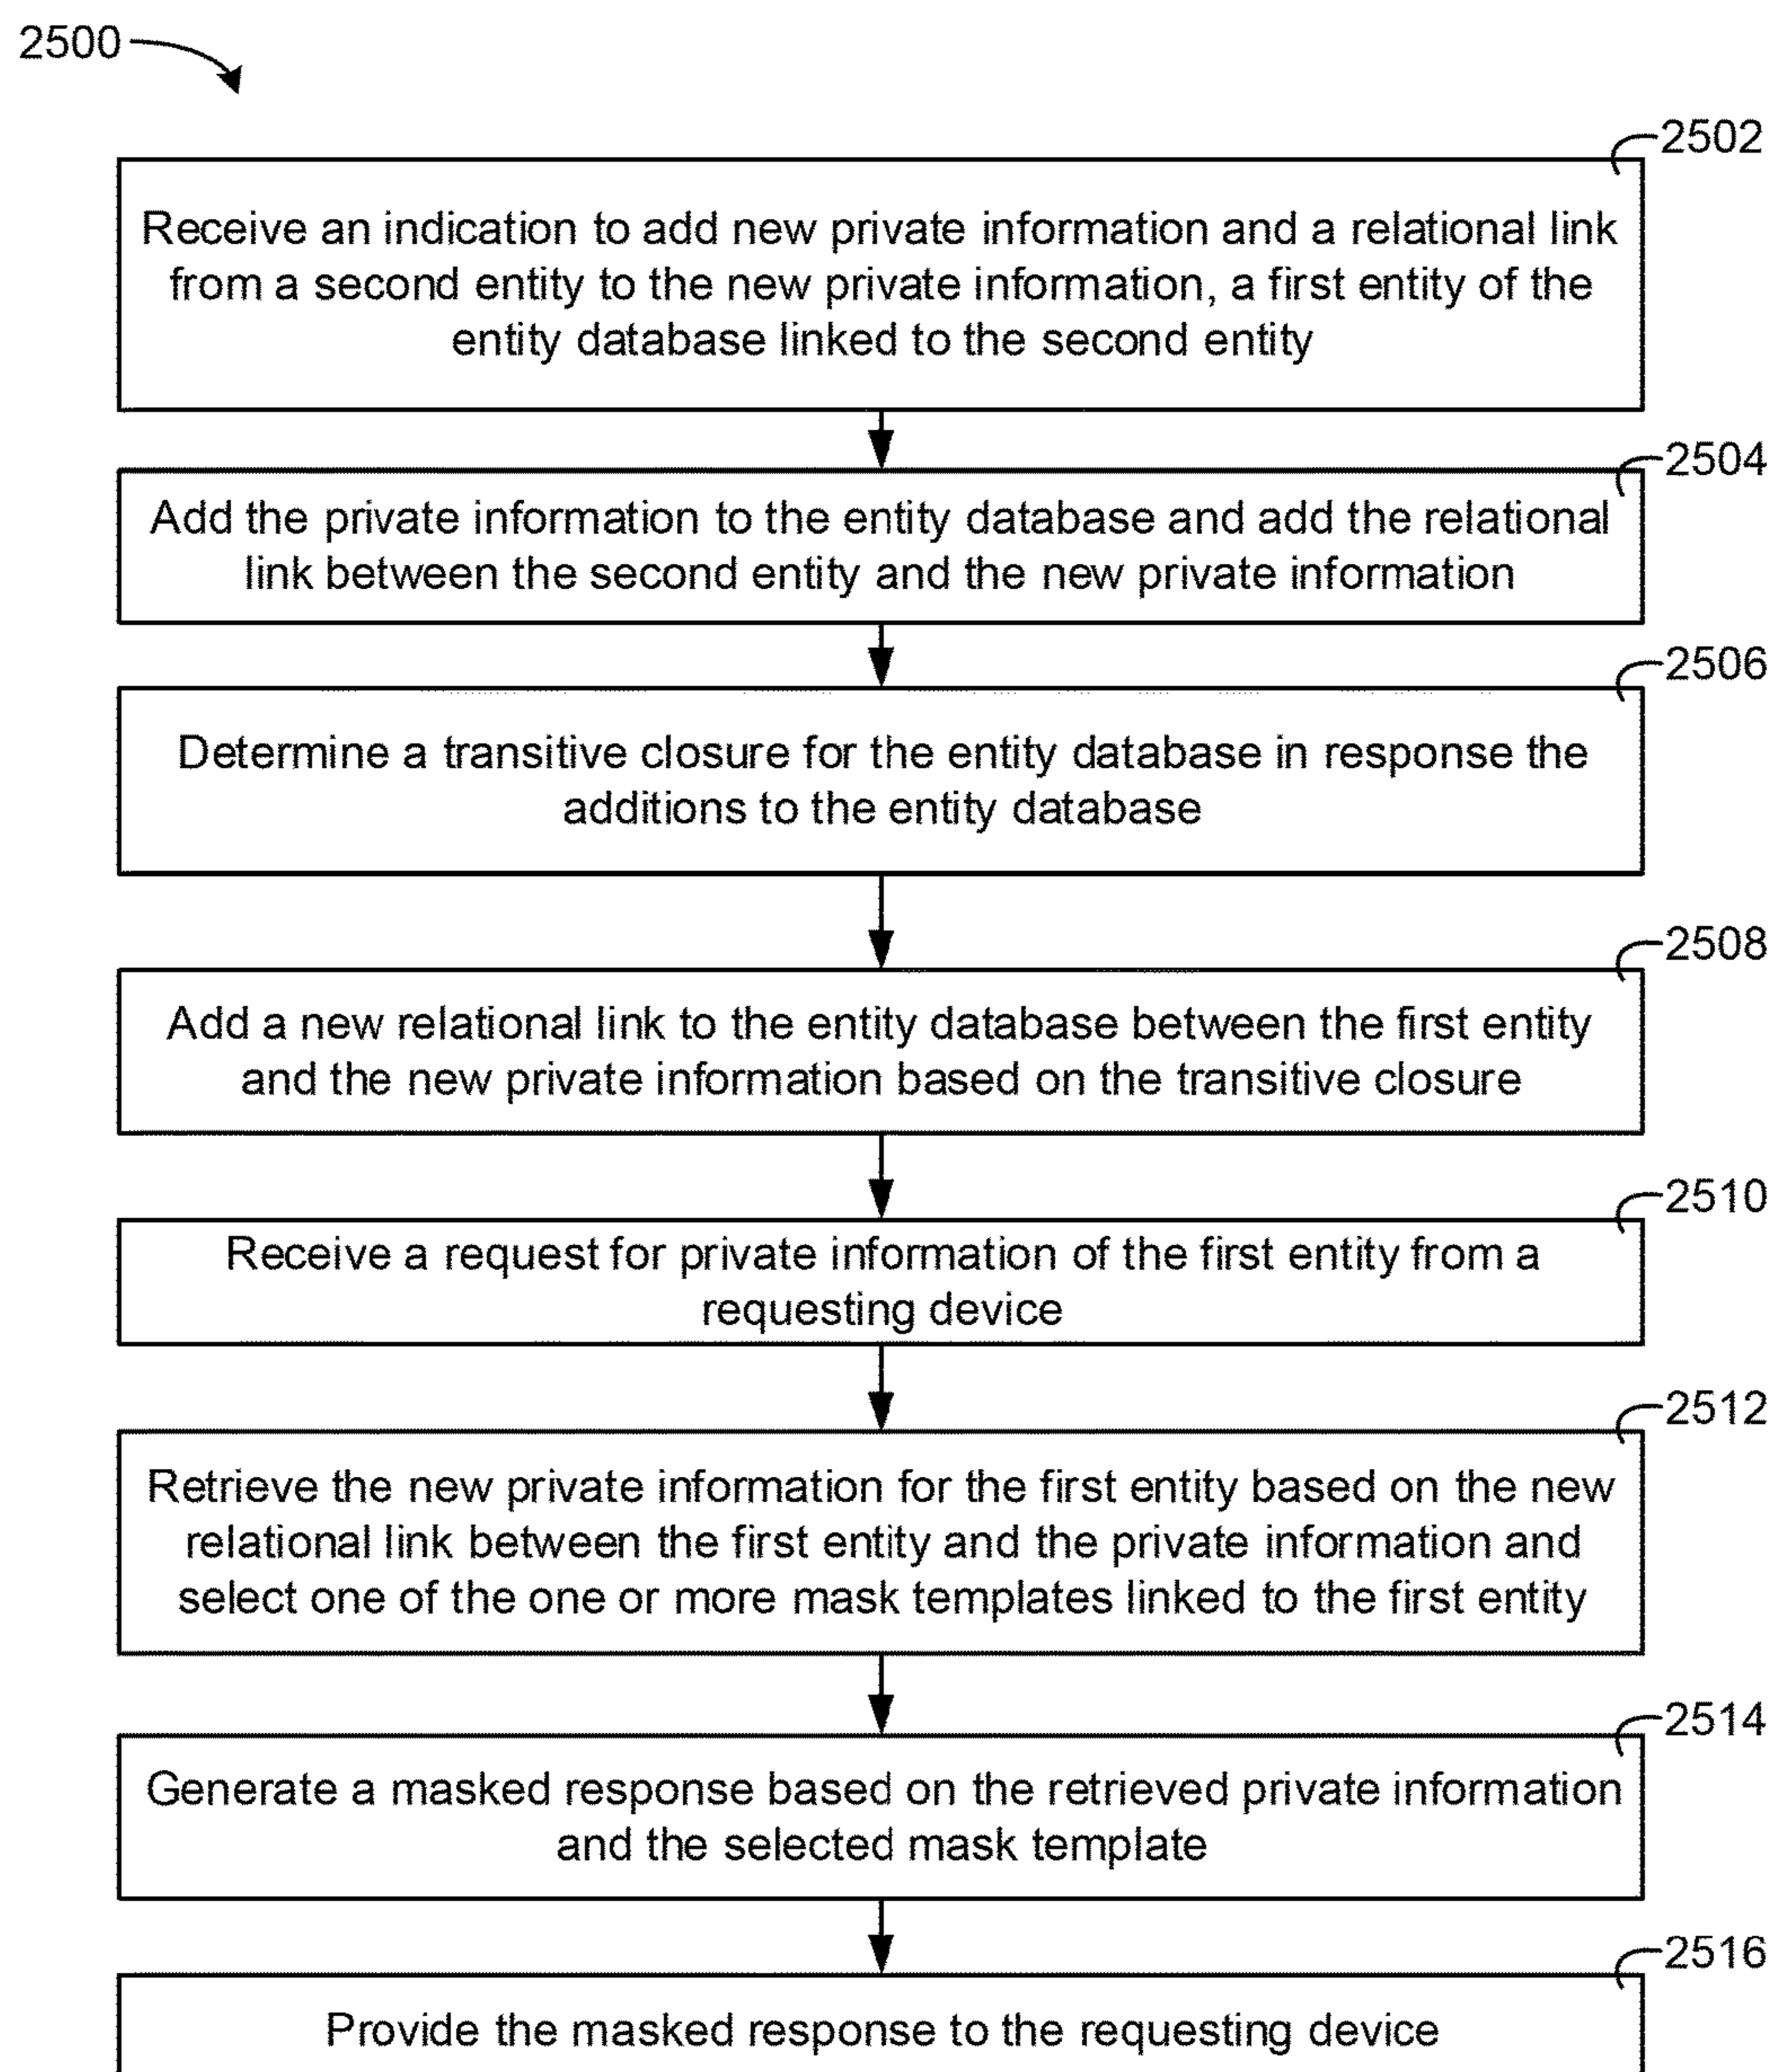 2500
2502
Receive an indication to add new private information and a relational link
from a second entity to the new private information, a first entity of the
entity database linked to the second entity
2504
Add the private information to the entity database and add the relational
link between the second entity and the new private information
2506
Determine a transitive closure for the entity database in response the
additions to the entity database
2508
Add a new relational link to the entity database between the first entity
and the new private information based on the transitive closure
2510
Receive a request for private information of the first entity from a
requesting device
2512
Retrieve the new private information for the first entity based on the new
relational link between the first entity and the private information and
select one of the one or more mask templates linked to the first entity
2514
Generate a masked response based on the retrieved private information
and the selected mask template
2516
Provide the masked response to the requesting device